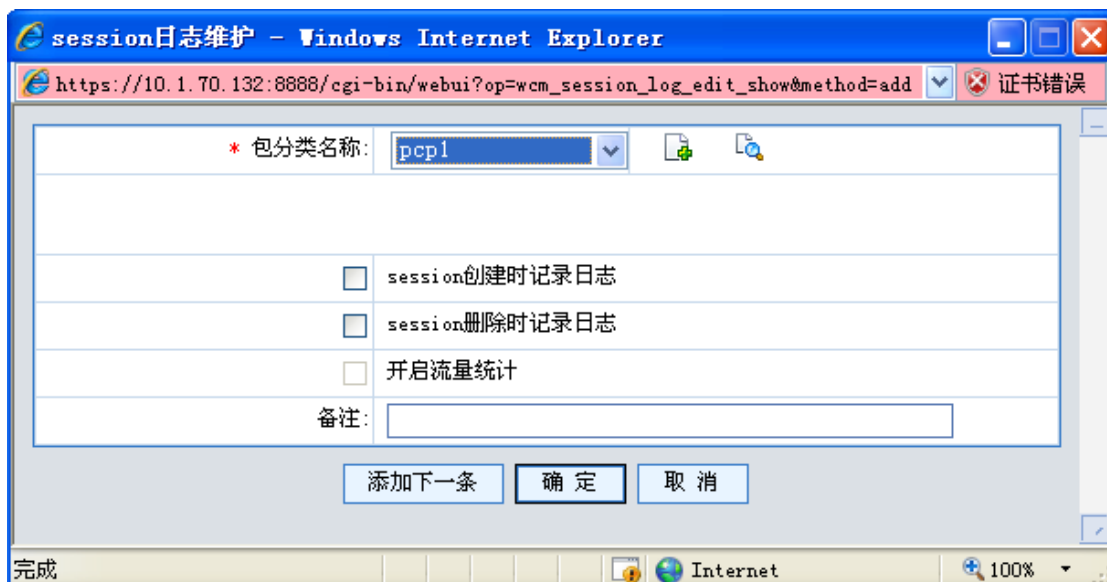 session日志维护 - Windows Internet Explorer
https://10.1.70.132:8888/cgi-bin/webui?op=wcm_session_log_edit_show&method=add 证书错误
* 包分类名称: pcp1
session创建时记录日志
session删除时记录日志
开启流量统计
备注:
添加下一条 确 定 取 消
完成 Internet 100%